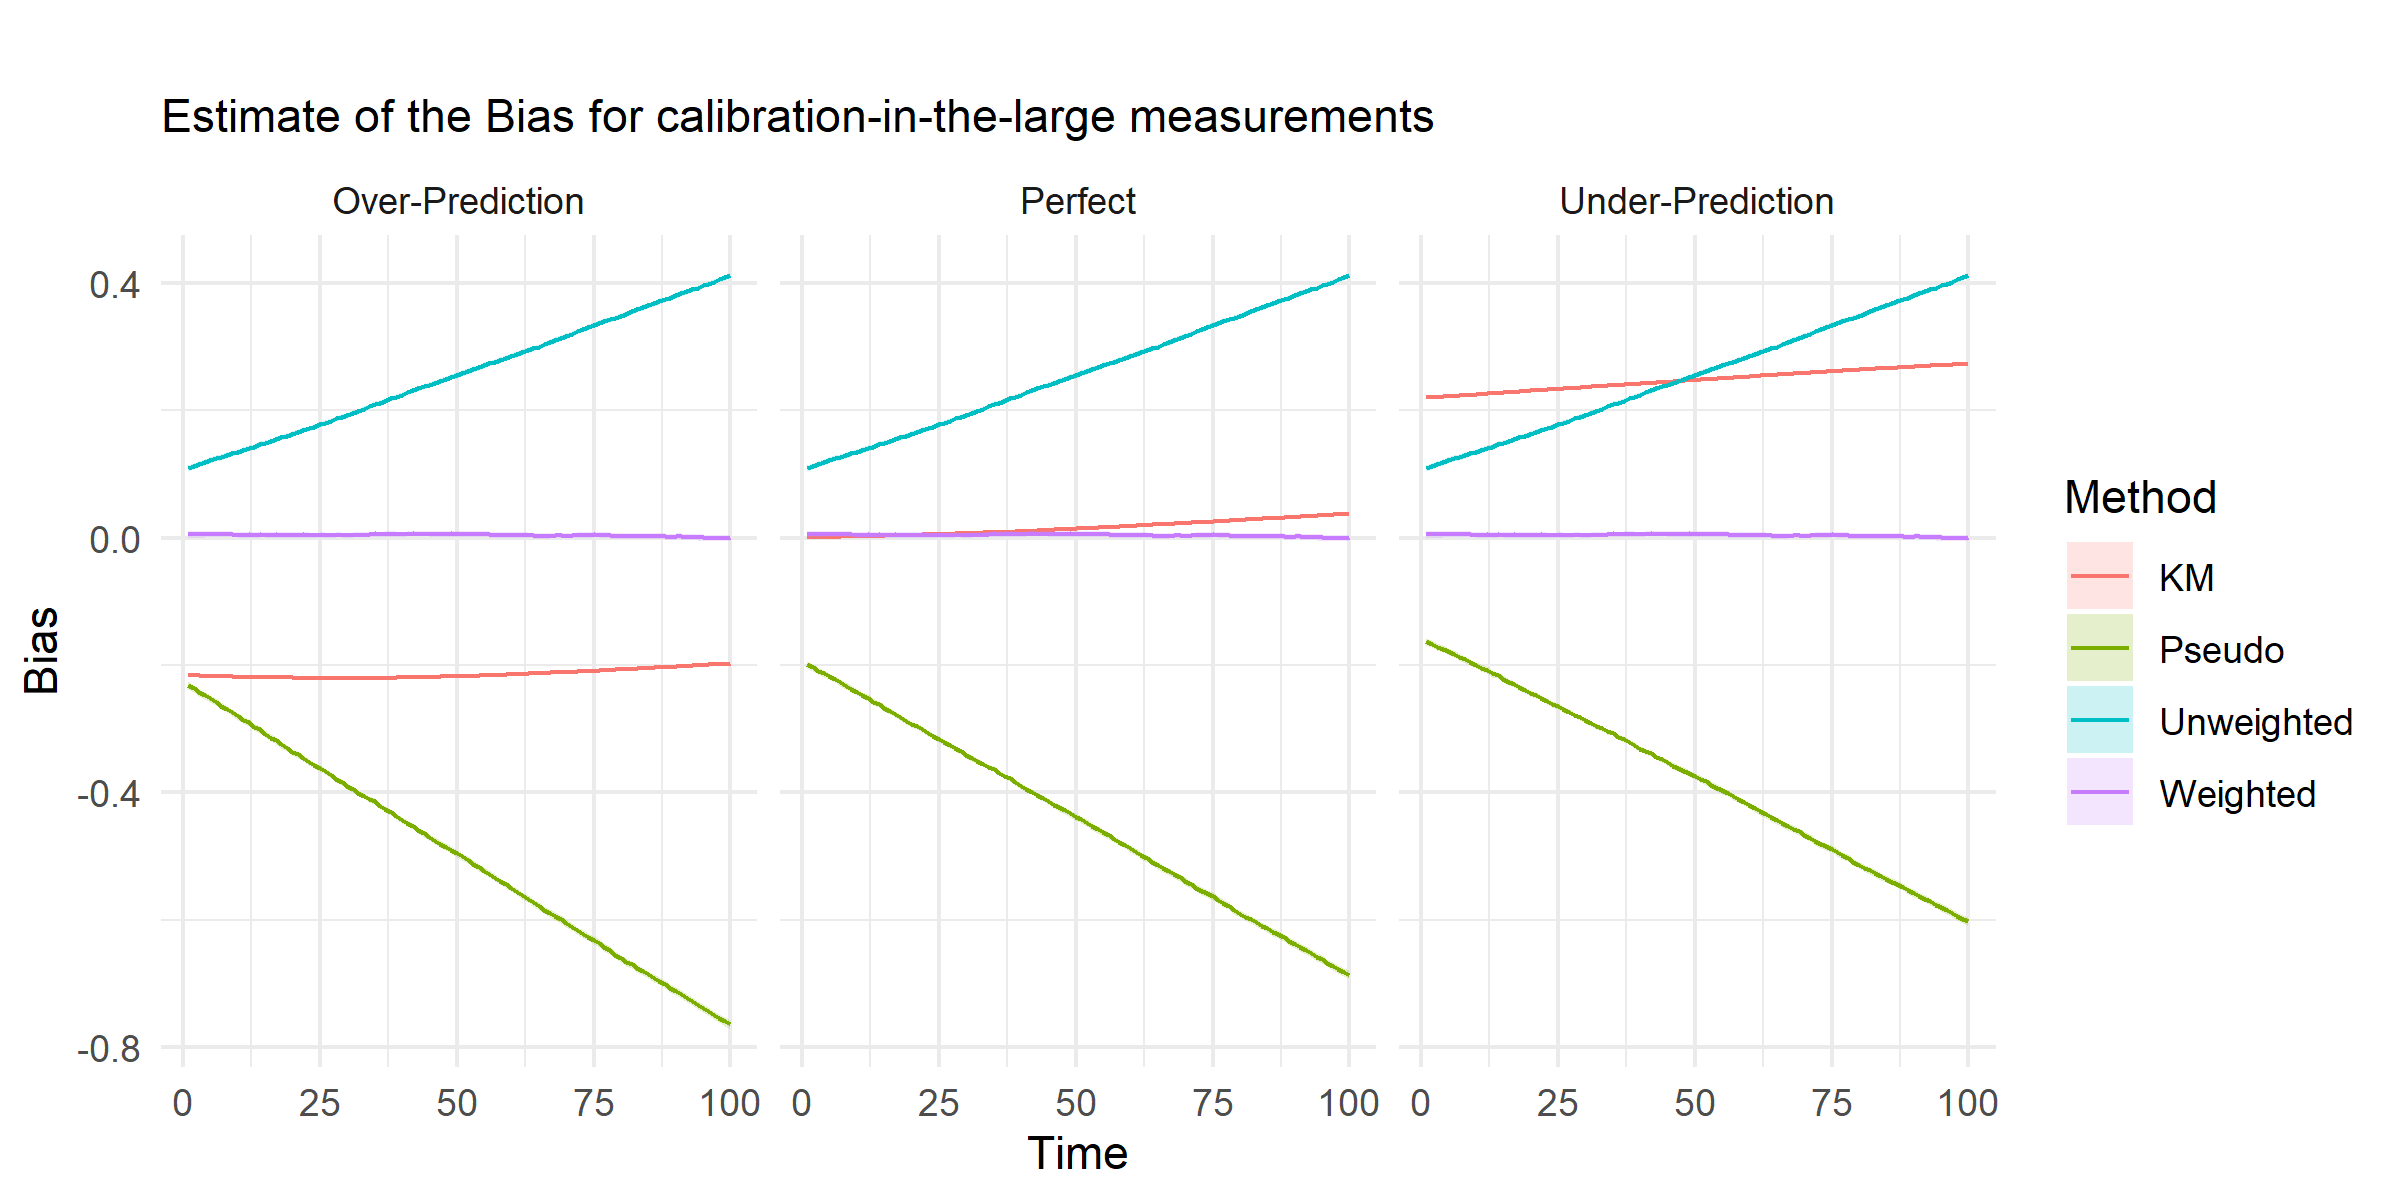 Estimate of the Bias for calibration-in-the-large measurements
Over-Prediction Perfect Under-Prediction
0.4
0.0
-0.4
-0.8
Bias
0 25 50 75 100 0 25 50 75 100 0 25 50 75 100
Time
Method
KM
Pseudo
Unweighted
Weighted